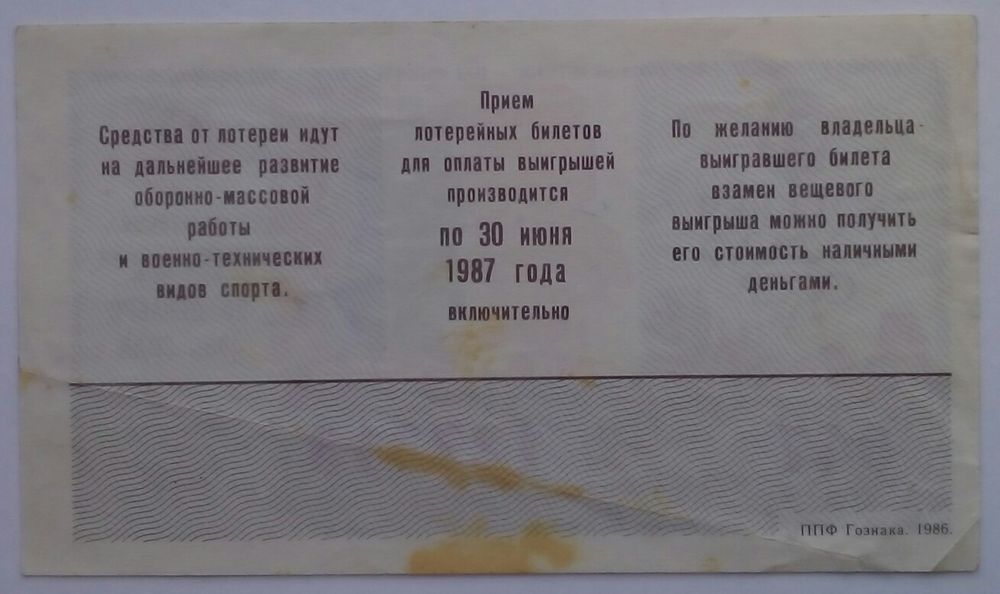 Средства от лотереи идут
на дальнейшее развитие
оборонно-массовой
работы
и военно-технических
видов спорта.
Прием
лотерейных билетов
для оплаты выигрышей
производится
по 30 июня
1987 года
включительно
По желанию владельца
выигравшего билета
взамен вещевого
выигрыша можно получить
его стоимость наличными
деньгами.
ППФ Гознака. 1986.